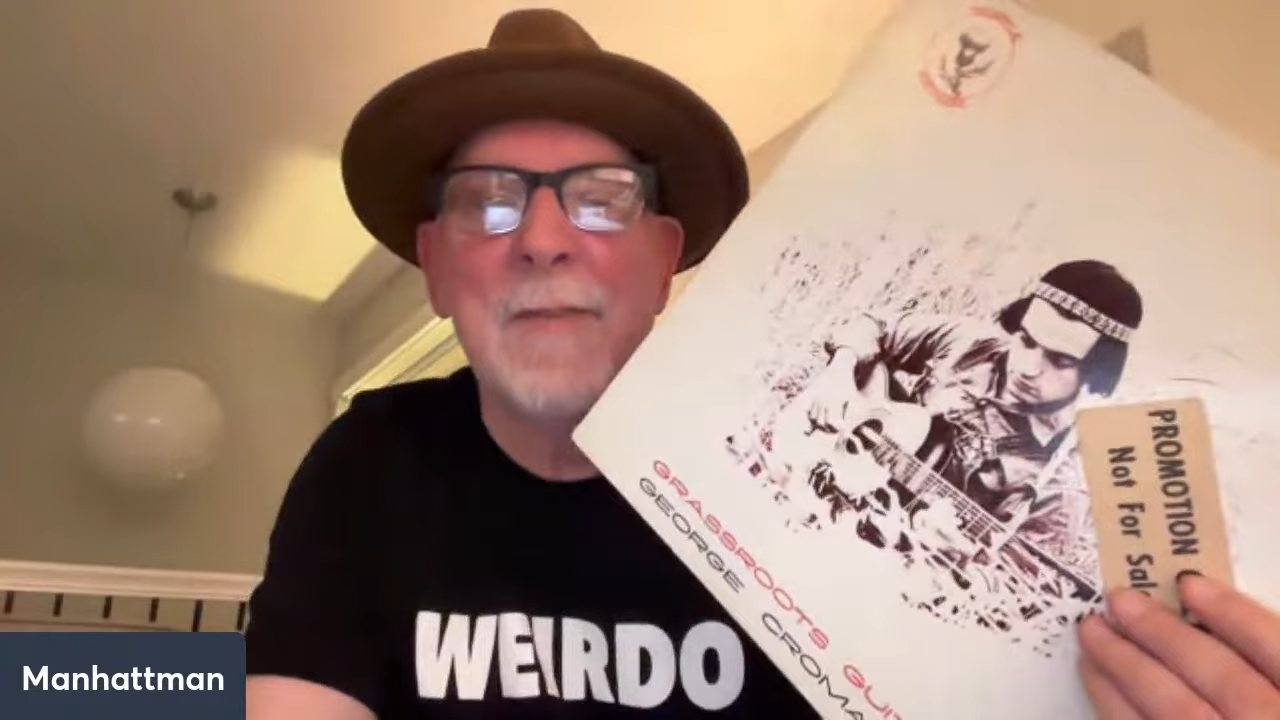 WEIRDO
GRASSROOTS
GEORGE
PROMOTION
Not For
Manhattman